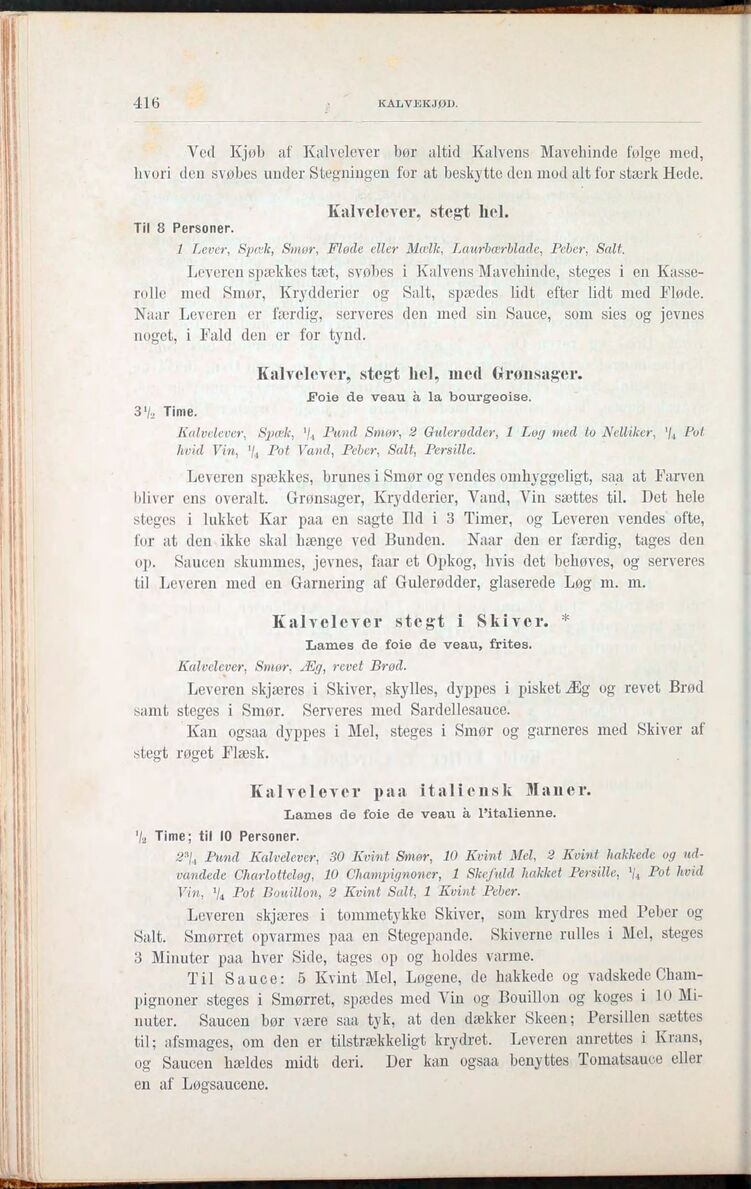 416
KALVEKJØD.
Ved Kjøb af Kalvelever bør altid Kalvens Mavehinde følge med,
hvori den svøbes under Stegningen for at beskytte den mod alt for stærk Hede.
Kalvelever, stegt hel.
Til 8 Personer.
1 Lever, Spæk, Smør, Fløde eller Mælk, Laurbærblade, Peber, Salt.
Leveren spækkes tæt, svøbes i Kalvens Mavehinde, steges i en Kasse-
rolle med Smør, Krydderier og Salt, spædes lidt efter lidt med Fløde.
Naar Leveren er færdig, serveres den med sin Sauce, som sies og jevnes
noget, i Fald den er for tynd.
Kalvelever, stegt hel, med Grønsager.
Foie de veau à la bourgeoise.
3½ Time.
Kalvelever, Spæk, ¼ Pund Smør, 2 Gulerødder, 1 Løg med to Nelliker, ¼ Pot
hvid Vin, ¼ Pot Vand, Peber, Salt, Persille.
Leveren spækkes, brunes i Smør og vendes omhyggeligt, saa at Farven
bliver ens overalt. Grønsager, Krydderier, Vand, Vin sættes til. Det hele
steges i lukket Kar paa en sagte Ild i 3 Timer, og Leveren vendes ofte,
for at den ikke skal hænge ved Bunden. Naar den er færdig, tages den
op. Saucen skummes, jevnes, faar et Opkog, hvis det behøves, og serveres
til Leveren med en Garnering af Gulerødder, glaserede Løg m. m.
Kalvelever stegt i Skiver. *
Lames de foie de veau, frites.
Kalvelever, Smør, Æg, revet Brød.
Leveren skjæres i Skiver, skylles, dyppes i pisket Æg og revet Brød
samt steges i Smør. Serveres med Sardellesauce.
Kan ogsaa dyppes i Mel, steges i Smør og garneres med Skiver af
stegt røget Flæsk.
Kalvelever paa italiensk Maner.
Lames de foie de veau à l'italienne.
½ Time; til 10 Personer.
2¾ Pund Kalvelever, 30 Kvint Smør, 10 Kvint Mel, 2 Kvint hakkede og ud-
vandede Charlotteløg, 10 Champignoner, 1 Skefuld hakket Persille, ¼ Pot hvid
Vin, ¼ Pot Bouillon, 2 Kvint Salt, 1 Kvint Peber.
Leveren skjæres i tommetykke Skiver, som krydres med Peber og
Salt. Smørret opvarmes paa en Stegepande. Skiverne rulles i Mel, steges
3 Minuter paa hver Side, tages op og holdes varme.
Til Sauce: 5 Kvint Mel, Løgene, de hakkede og vadskede Cham-
pignoner steges i Smørret, spædes med Vin og Bouillon og koges i 10 Mi-
nuter. Saucen bør være saa tyk, at den dækker Skeen; Persillen sættes
til; afsmages, om den er tilstrækkeligt krydret. Leveren anrettes i Krans,
og Saucen hældes midt deri. Der kan ogsaa benyttes Tomatsauce eller
en af Løgsaucene.